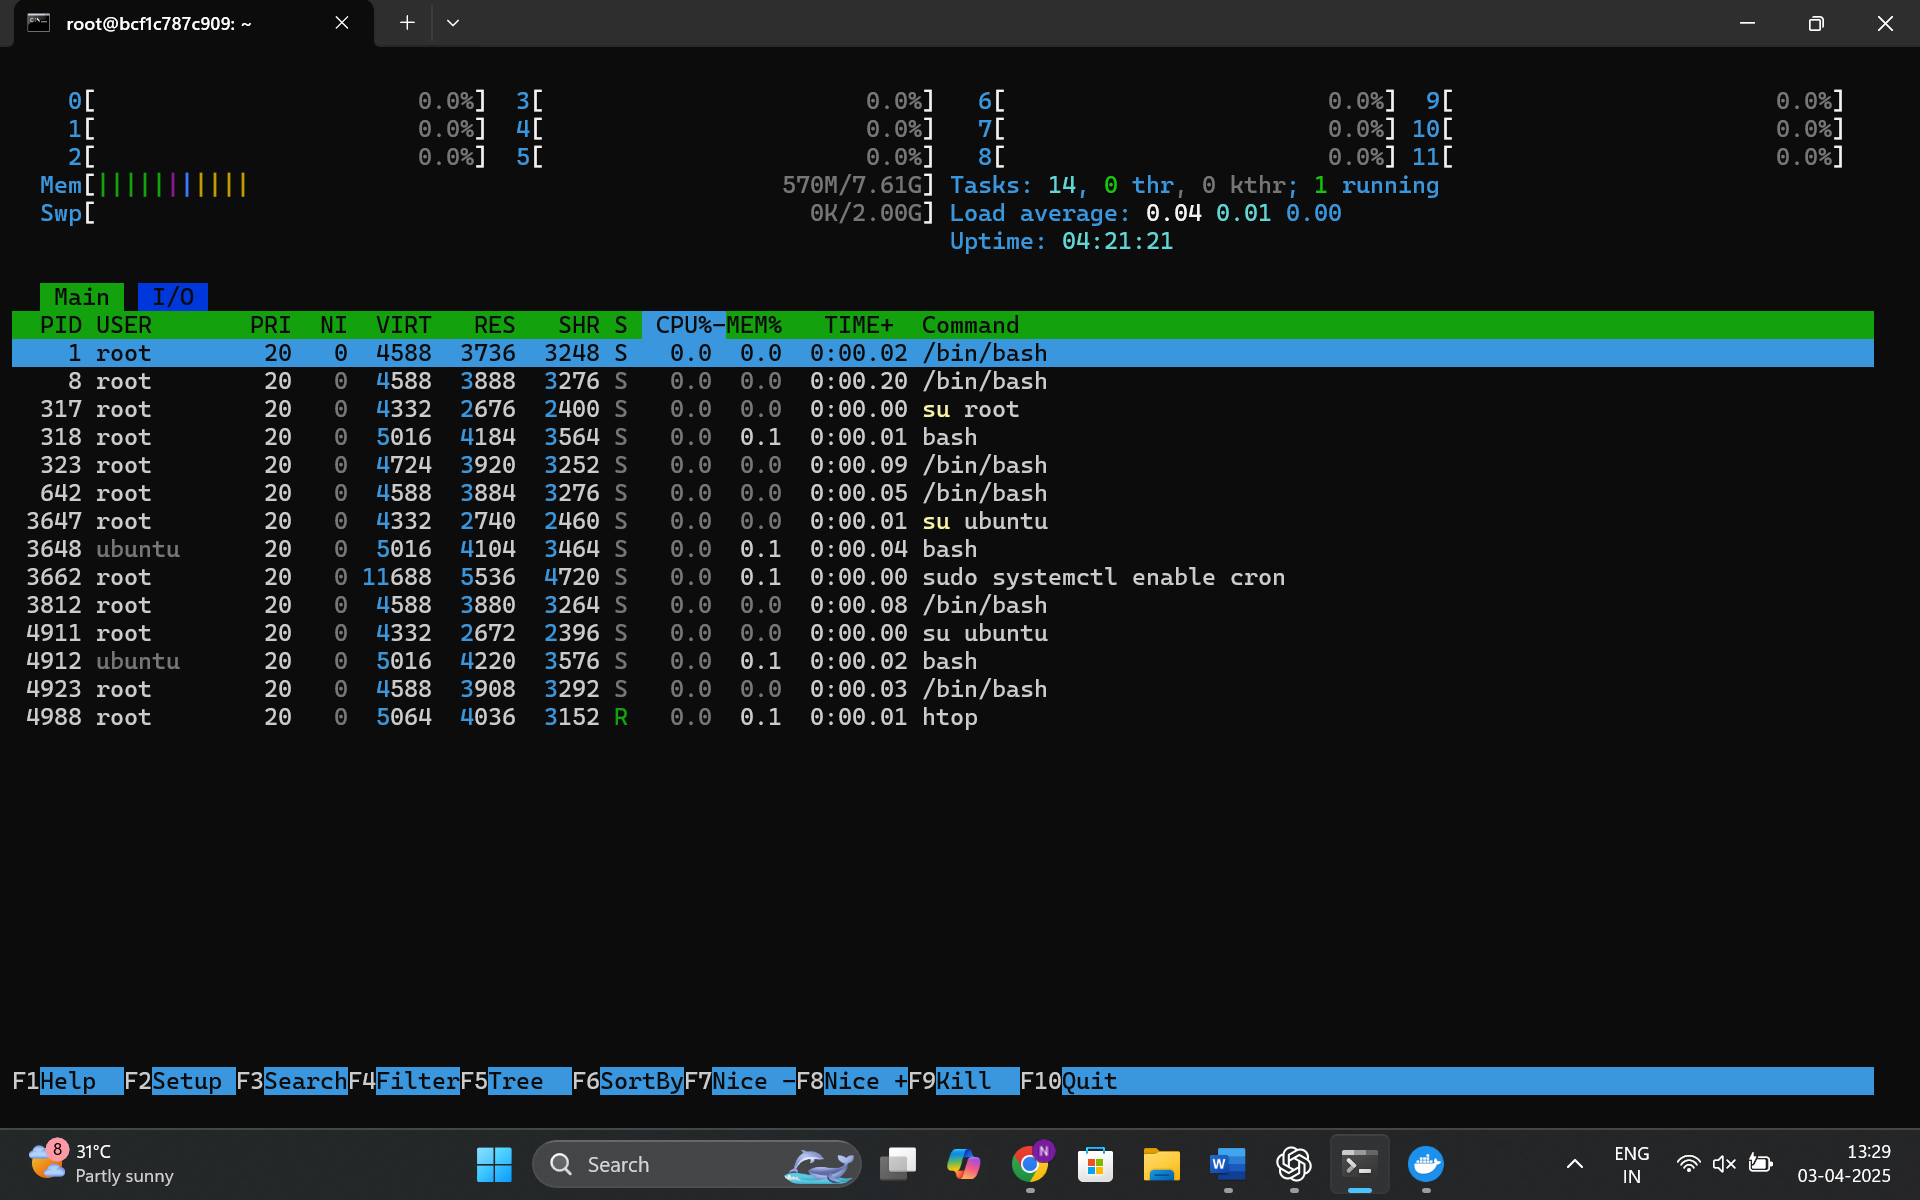 root@bcf1c787c909: ~
0[ 0.0%] 3[ 0.0%] 6[ 0.0%] 9[ 0.0%]
1[ 0.0%] 4[ 0.0%] 7[ 0.0%] 10[ 0.0%]
2[ 0.0%] 5[ 0.0%] 8[ 0.0%] 11[ 0.0%]
Mem[||||||||||| 570M/7.61G] Tasks: 14, 0 thr, 0 kthr; 1 running
Swp[ 0K/2.00G] Load average: 0.04 0.01 0.00
Uptime: 04:21:21
Main I/O
PID USER PRI NI VIRT RES SHR S CPU%-MEM% TIME+ Command
1 root 20 0 4588 3736 3248 S 0.0 0.0 0:00.02 /bin/bash
8 root 20 0 4588 3888 3276 S 0.0 0.0 0:00.20 /bin/bash
317 root 20 0 4332 2676 2400 S 0.0 0.0 0:00.00 su root
318 root 20 0 5016 4184 3564 S 0.0 0.1 0:00.01 bash
323 root 20 0 4724 3920 3252 S 0.0 0.0 0:00.09 /bin/bash
642 root 20 0 4588 3884 3276 S 0.0 0.0 0:00.05 /bin/bash
3647 root 20 0 4332 2740 2460 S 0.0 0.0 0:00.01 su ubuntu
3648 ubuntu 20 0 5016 4104 3464 S 0.0 0.1 0:00.04 bash
3662 root 20 0 11688 5536 4720 S 0.0 0.1 0:00.00 sudo systemctl enable cron
3812 root 20 0 4588 3880 3264 S 0.0 0.0 0:00.08 /bin/bash
4911 root 20 0 4332 2672 2396 S 0.0 0.0 0:00.00 su ubuntu
4912 ubuntu 20 0 5016 4220 3576 S 0.0 0.1 0:00.02 bash
4923 root 20 0 4588 3908 3292 S 0.0 0.0 0:00.03 /bin/bash
4988 root 20 0 5064 4036 3152 R 0.0 0.1 0:00.01 htop
F1Help F2Setup F3SearchF4FilterF5Tree F6SortByF7Nice -F8Nice +F9Kill F10Quit
8
31°C
Partly sunny
Search
N
W
ENG
IN
13:29
03-04-2025